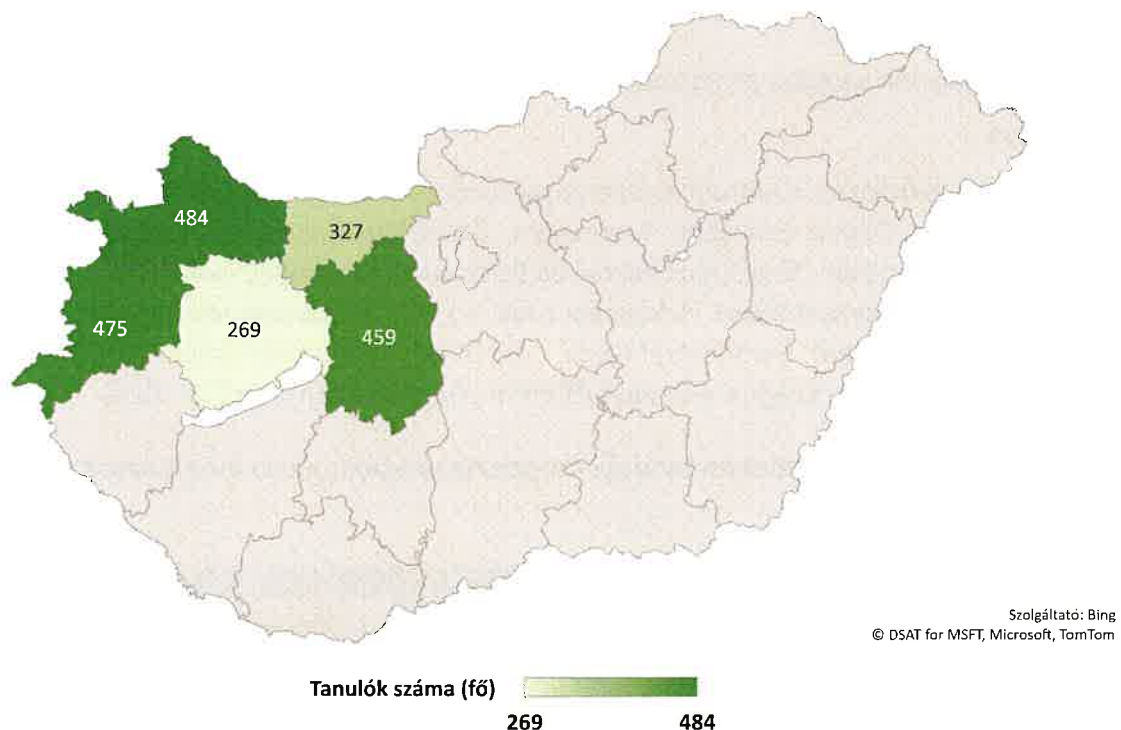 484
327
475
269
459
Szolgáltató: Bing
© DSAT for MSFT, Microsoft, TomTom
Tanulók száma (fő)
269
484